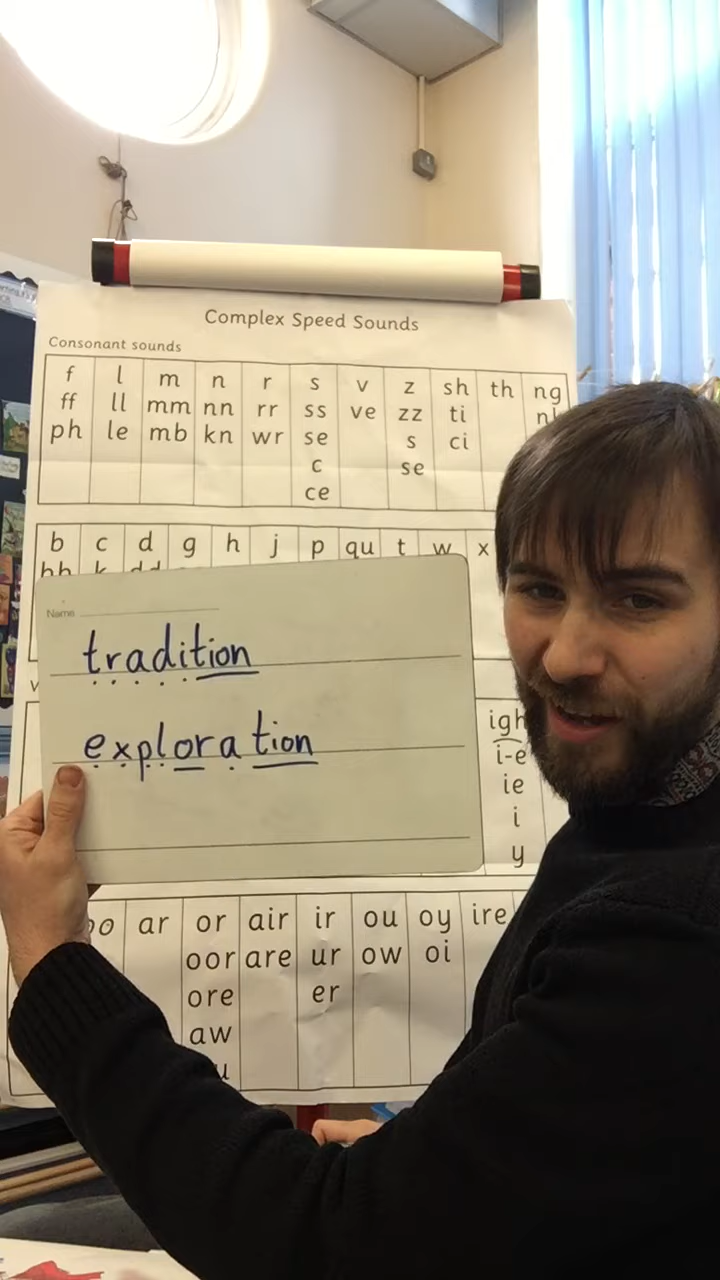 Complex Speed Sounds
Consonant sounds
f l m n r s v z sh th ng
ff ll mm nn rr ss ve zz ti
ph le mb kn wr se s ci
c se
ce
b c d g h j p qu t w x
Name
tradition
exploration
igh
i-e
ie
i
y
ar or air ir ou oy ire
oor are ur ow oi
ore er
aw